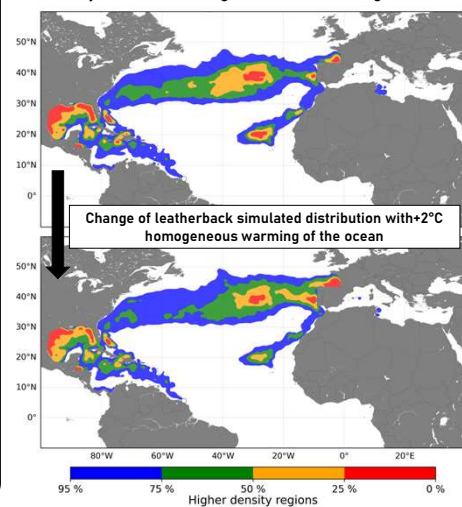 50°N
40°N
30°N
20°N
10°N
0°
Change of leatherback simulated distribution with+2°C
homogeneous warming of the ocean
50°N
40°N
30°N
20°N
10°N
0°
80°W 60°W 40°W 20°W 0° 20°E
95 % 75 % 50 % 25 % 0 %
Higher density regions